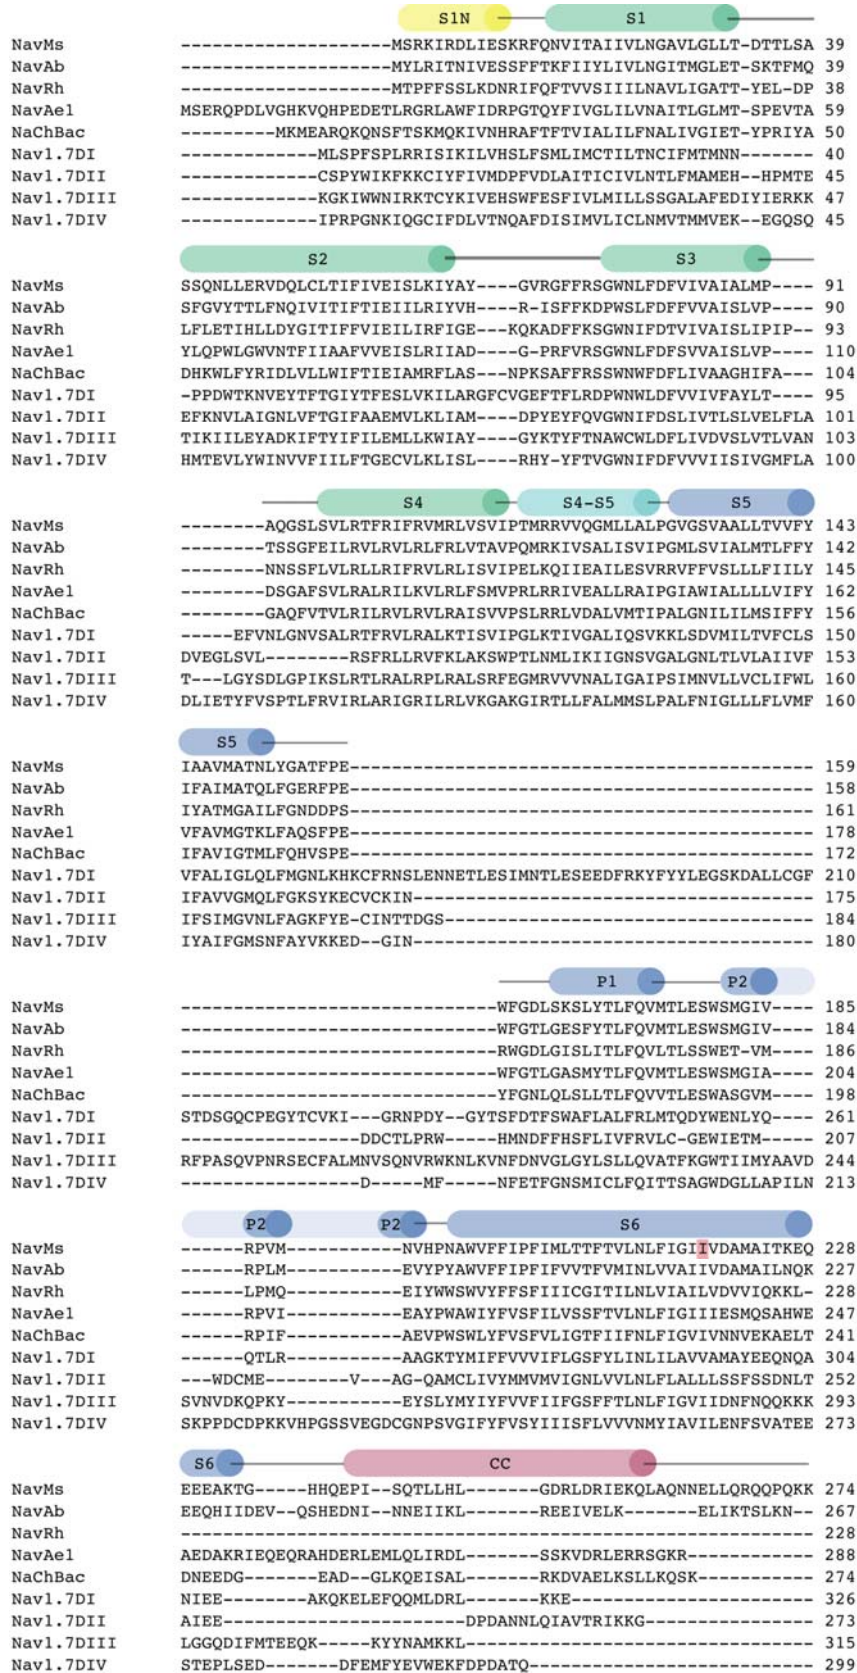 S1N S1
NavMs ---------------------MSRKIRDLIESKRFQNVITAIIVLNGAVLGLLT-DTTLSA 39
NavAb ---------------------MYLRITNIVESSFFTKFIIYLIVLNGITMGLET-SKTFMQ 39
NavRh ---------------------MTPFFSSLKDNRIFQFTVVSIIILNAVLIGATT-YEL-DP 38
NavAe1 MSERQPDLVGHKVQHPEDETLRGRLAWFIDRPGTQYFIVGLILVNAITLGLMT-SPEVTA 59
NaChBac ---------MKMEARQKQNSFTSKMQKIVNHRAFTFTVIALILFNALIVGIET-YPRIYA 50
Nav1.7DI -------------MLSPFSPLRRISIKILVHSLFSMLIMCTILTNCIFMTMNN------- 40
Nav1.7DII -------------CSPYWIKFKKCIYFIVMDPFVDLAITICIVLNTLFMAMEH-HPMTE 45
Nav1.7DIII -------------KGKIWWNIRKTCYKIVEHSWFESFIVLMILLSSGALAFEDIYIERKK 47
Nav1.7DIV -------------IPRPGNKIQGCIFDLVTNQAFDISIMVLICLNMVTMMVEK--EGQSQ 45
S2 S3
NavMs SSQNLLERVDQLCLTIFIVEISLKIYAY----GVRGFFRSGWNLFDFVIVAIALMP---- 91
NavAb SFGVYTTLFNQIVITIFTIEIILRIYVH----R-ISFFKDPWSLFDFFVVAISLVP---- 90
NavRh LFLETIHLLDYGITIFFVIEILIRFIGE----KQKADFFKSGWNIFDTVIVAISLIPIP-- 93
NavAe1 YLQPWLGWVNTFIIAAFVVEISLRIIAD----G-PRFVRSSWNLFDFSVVAISLVP---- 110
NaChBac DHKWLFYRIDLVLLWIFTIEIAMRFLAS----NPKSAFFRSSWNWFDFLIVAAGHIFA--- 104
Nav1.7DI -PPDWTKNVEYTFTGIYTFESLVKILARGFCVGEFTFLRDPWNWLDFVVIVFAYLT---- 95
Nav1.7DII EFKNVLAIGNLVFTGIFAAEMVLKLIAM----DPYEYFQVGWNIFDSLIVTLSLVELFLA 101
Nav1.7DIII TIKIILEYADKIFTYIFILEMLLKWIAY----GYKTYFTNAWCWLDFLIVDVSLVTLVAN 103
Nav1.7DIV HMTEVLYWINVVFIILFTGECVLKLISL----RHY-YFTVGWNIFDFVVVIISIVGMFLA 100
S4 S4-S5 S5
NavMs --------AQGSLSVLRTFRIFRVMRLVSVIPTMRRVVQGMLLALPGVGSVAALLTVVFY 143
NavAb --------TSSGFEILRVLRVLRLFRLVTAVPQMRKIVSALISVIPGMLSVIALMTLFFY 142
NavRh --------NNSSFLVLRLLRIFRVLRLISVIPELKQIIEAILESVRRVFFVSLLLFIILY 145
NavAe1 --------DSGAFSVLRALRILKVLRLFSMVPRLRRIVEALLRAIPGIAWIALLLLVIFY 162
NaChBac --------GAQFVTVLRILRVLRVLRAISVVPSLRRLVDALVMTIPALGNILILMSIFFY 156
Nav1.7DI -----EFVNLGNVSALRTFRVLRALKTISVIPGLKTIVGALIQSVKKLSDVMILTVFCLS 150
Nav1.7DII DVEGLSVL--------RSFRLLRVFKLAKSWPTLNMLIKIIGNSVGALGNLTLVLAIIVF 153
Nav1.7DIII T---LGYSDLGPIKSLRTLRALRPLRALSRFEGMRVVVNALIGAIPSIMNVLLVCLIFWL 160
Nav1.7DIV DLIETYFVSPTLFRVIRLARIGRILRLVKGAKGIRTLLFALMMSLPALFNIGLLLFLVMF 160
S5
NavMs IAAVMATNLYGATFPE-------------------------------------------- 159
NavAb IFAIMATQLFGERFPE-------------------------------------------- 158
NavRh IYATMGAILFGNDDPS-------------------------------------------- 161
NavAe1 VFAVMGTKLFAQSFPE-------------------------------------------- 178
NaChBac IFAVIGTMLFQHVSPE-------------------------------------------- 172
Nav1.7DI VFALIGLQLFMGNLKHKCFRNSLENNETLESIMNTLESEEDFRKYFYYLEGSKDALLCGF 210
Nav1.7DII IFAVVGMQLFGKSYKECVCKIN-------------------------------------- 175
Nav1.7DIII IFSIMGVNLFAGKFYE-CINTTDGS----------------------------------- 184
Nav1.7DIV IYAIFGMSNFAYVKKED--GIN-------------------------------------- 180
P1 P2
NavMs ------------------------------WFGDLSKSLYTLFQVMTLESWSMGIV---- 185
NavAb ------------------------------WFGTLGESFYTLFQVMTLESWSMGIV---- 184
NavRh ------------------------------RWGDLGISLITLFQVLTLSSWET-VM---- 186
NavAe1 ------------------------------WFGTLGASMYTLFQVMTLESWSMGIA---- 204
NaChBac ------------------------------YFGNLQLSLLTLFQVVTLESWASGVM---- 198
Nav1.7DI STDSGQCPEGYTCVKI---GRNPDY--GYTSFDTFSWAFLALFRLMTQDYWENLYQ---- 261
Nav1.7DII -----------------DDCTLPRW-----HMNDFFHSFLIVFRVLC-GEWIETM----- 207
Nav1.7DIII RFPASQVPNRSECFALMNVSQNVRWKNLKVNFDNVGLGYLSLLQVATFKGWTIIMYAAVD 244
Nav1.7DIV -----------------D-----MF-----NFETFGNSMICLFQITTSAGWDGLLAPILN 213
P2 P2 S6
NavMs ------RPVM-----------NVHPNAWVFFIPFIMLTTFTVLNLFIGIIVDAMAITKEQ 228
NavAb ------RPLM-----------EVYPYAWVFFIPFIFVVTFVMINLVVAIIVDAMAILNQK 227
NavRh ------LPMQ-----------EIYWWSWVYFFSFIIICGITILNLVIAILVDVVIQKKL- 228
NavAe1 ------RPVI-----------EAYPWAWIYFVSFILVSSFTVLNLFIGIIIESMQSAHWE 247
NaChBac ------RPIF-----------AEVPWSWLYFVSFVLIGTFIIFNLFIGVIVNNVEKAELT 241
Nav1.7DI ------QTLR-----------AAGKTYMIFFVVVIFLGSFYLINLILAVVAMAYEEQNQA 304
Nav1.7DII ---WDCME--------V---AG-QAMCLIVYMMVMVIGNLVVLNLFLALLLSSFSSDNLT 252
Nav1.7DIII SVNVDKQPKY-----------EYSLYMYIYFVVFIIFGSFFTLNLFIGVIIDNFNQQKKK 293
Nav1.7DIV SKPPDCDPKKVHPGSSVEGDCGNPSVGIFYFVSYIIISFLVVVNMYIAVILENFSVATEE 273
S6 CC
NavMs EEEAKTG-----HHQEPI--SQTLLHL-------GDRLDRIEKQLAQNNELLQRQQPQKK 274
NavAb EEQHIIDEV--QSHEDNI--NNEIIKL-------REEIVELK------ELIKTSLKN-- 267
NavRh ------------------------------------------------------------ 228
NavAe1 AEDAKRIEQEQRAHDERLEMLQLIRDL-------SSKVDRLERRSGKR------------ 288
NaChBac DNEEDG-------EAD--GLKQEISAL-------RKDVAELKSLLKQSK----------- 274
Nav1.7DI NIEE--------AKQKELEFQQMLDRL-------KKE----------------------- 326
Nav1.7DII AIEE-----------------------DPDANNLQIAVTRIKKG---------------- 273
Nav1.7DIII LGGQDIFMTEEQK-----KYYNAMKKL--------------------------------- 315
Nav1.7DIV STEPLSED-------DFEMFYEVWEKFDPDATQ--------------------------- 299